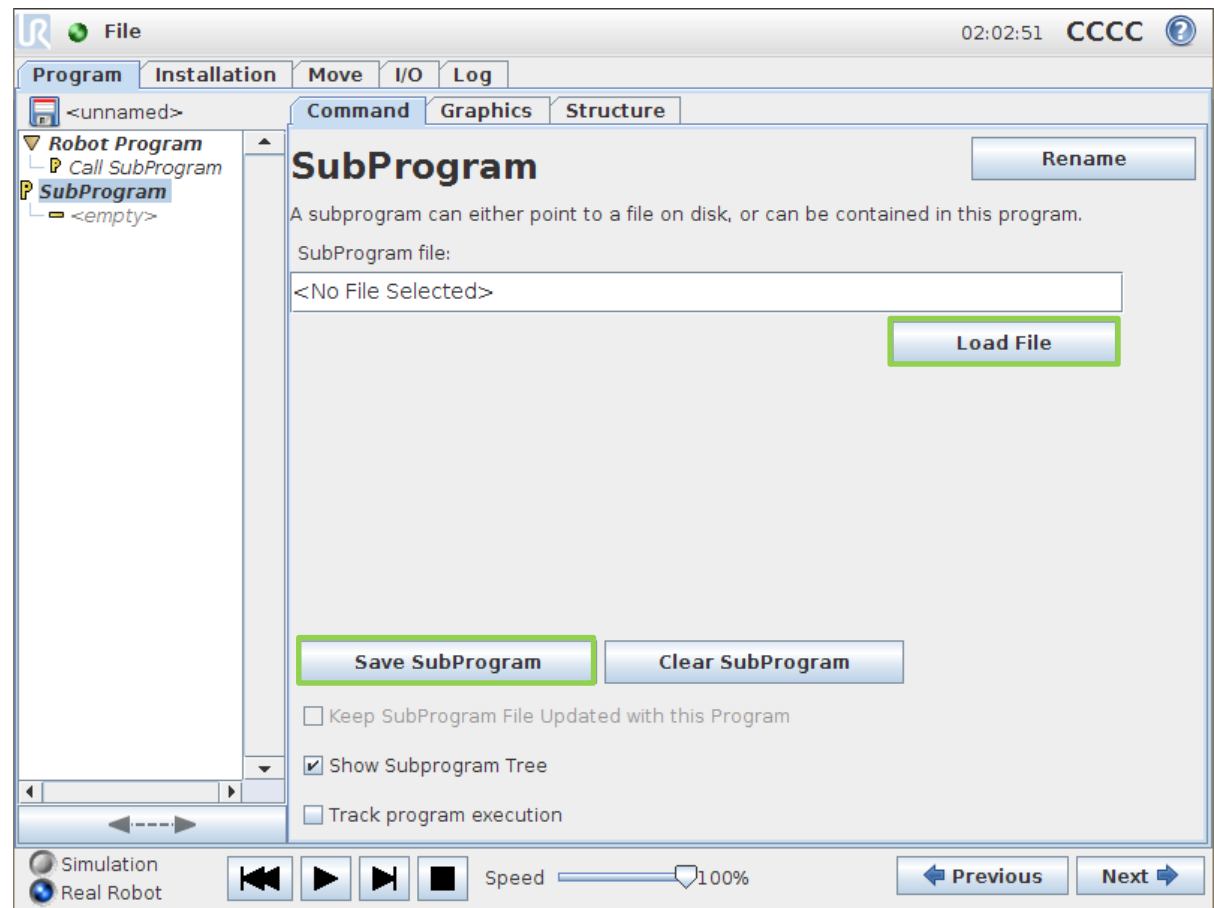 UR File 02:02:51 CCCC ?
Program Installation Move I/O Log
<unnamed> Command Graphics Structure
Robot Program
Call SubProgram
SubProgram
<empty>
SubProgram Rename
A subprogram can either point to a file on disk, or can be contained in this program.
SubProgram file:
<No File Selected>
Load File
Save SubProgram Clear SubProgram
Keep SubProgram File Updated with this Program
Show Subprogram Tree
Track program execution
Simulation
Real Robot
Speed 100% Previous Next